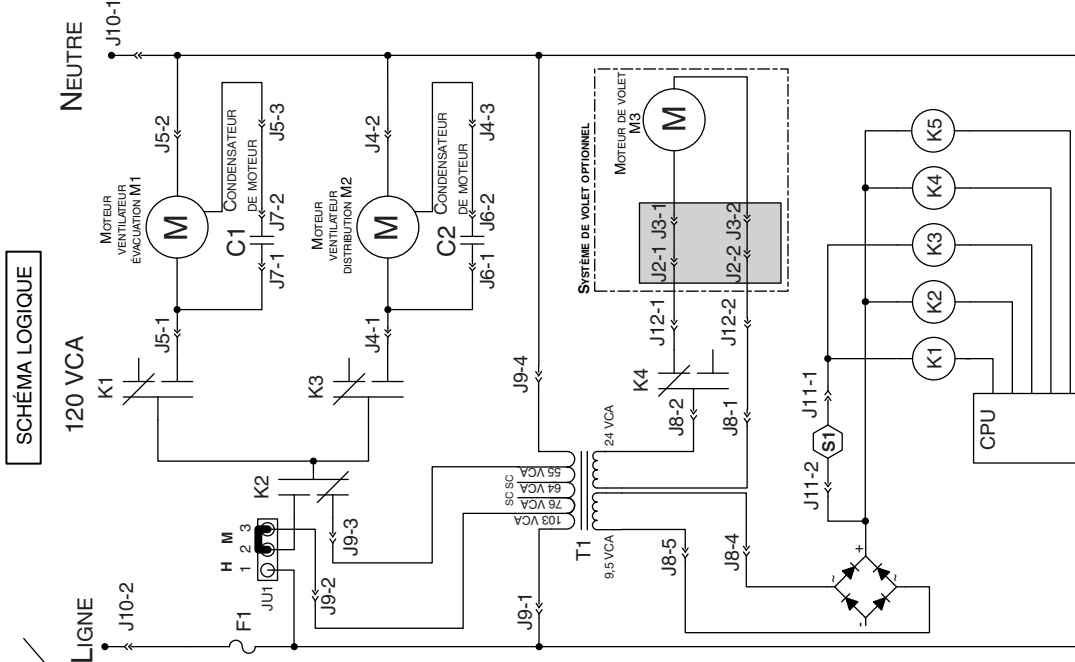 SCHÉMA LOGIQUE
120 VCA
LIGNE
NEUTRE
J10-2
J10-1
F1
H M
1 2 3
JU1
K2
J9-2
J9-3
K1
J5-1
MOTEUR
VENTILATEUR
ÉVACUATION M1
M
J5-2
CONDENSATEUR
DE MOTEUR
C1
J7-1
J7-2
J5-3
K3
J4-1
MOTEUR
VENTILATEUR
DISTRIBUTION M2
M
J4-2
CONDENSATEUR
DE MOTEUR
C2
J6-1
J6-2
J4-3
J9-1
J9-4
103 VCA
76 VCA
64 VCA
55 VCA
SC SC
T1
9,5 VCA
24 VCA
J8-5
J8-4
J8-2
J8-1
K4
J12-1
J12-2
SYSTÈME DE VOLET OPTIONNEL
J2-1 J3-1
J2-2 J3-2
MOTEUR DE VOLET
M3
M
~
-
+
~
J11-2
S1
J11-1
K1
K2
K3
K4
K5
CPU